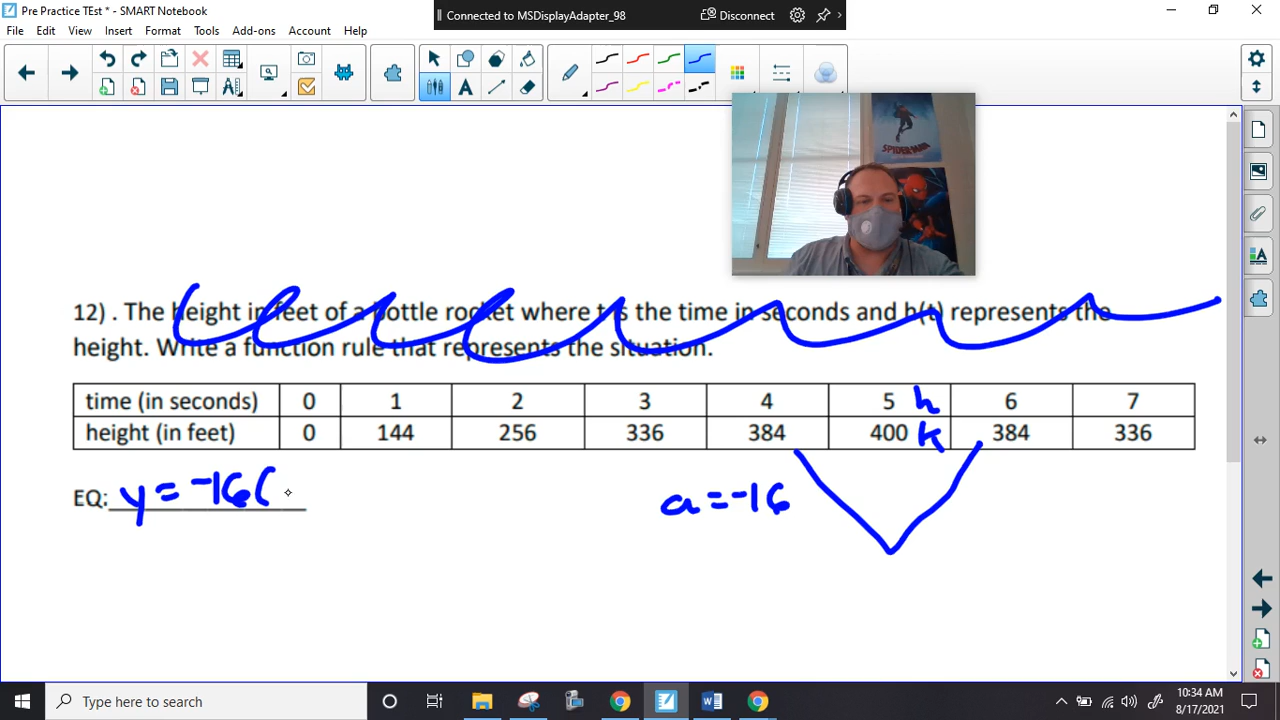 Pre Practice TEst * - SMART Notebook
Connected to MSDisplayAdapter_98
Disconnect
File Edit View Insert Format Tools Add-ons Account Help
SPIDER-MAN
12) . The height in feet of a bottle rocket where t is the time in seconds and h(t) represents the
height. Write a function rule that represents the situation.
time (in seconds) 0 1 2 3 4 5 h 6 7
height (in feet) 0 144 256 336 384 400 k 384 336
EQ: y = -16(
a = -16
Type here to search
10:34 AM
8/17/2021